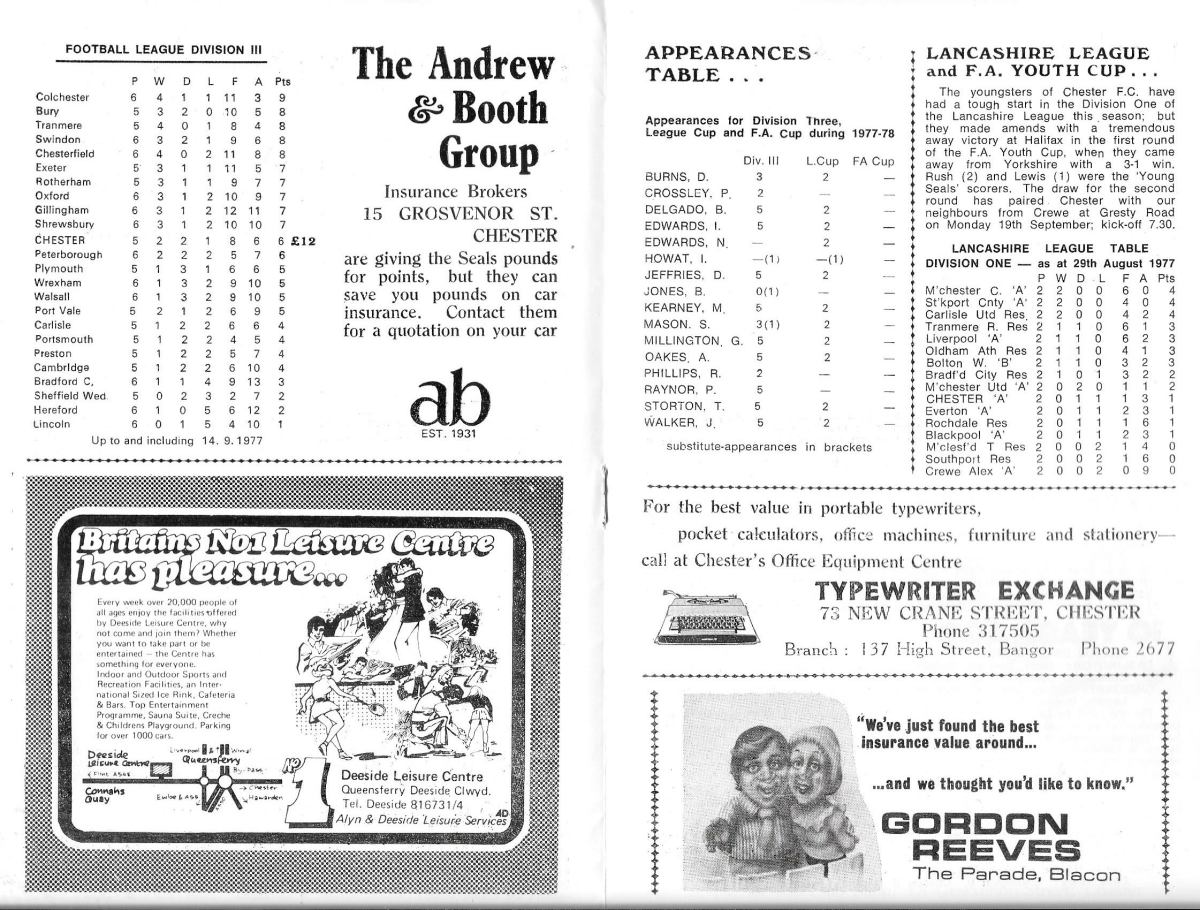 FOOTBALL LEAGUE DIVISION III
P W D L F A Pts
Colchester 6 4 1 1 11 3 9
Bury 5 3 2 0 10 5 8
Tranmere 5 4 0 1 8 4 8
Swindon 6 3 2 1 9 6 8
Chesterfield 6 4 0 2 11 8 8
Exeter 5 3 1 1 11 5 7
Rotherham 5 3 1 1 9 7 7
Oxford 6 3 1 2 10 9 7
Gillingham 6 3 1 2 12 11 7
Shrewsbury 6 3 1 2 10 10 7
CHESTER 5 2 2 1 8 6 6 £12
Peterborough 6 2 2 2 5 7 6
Plymouth 5 1 3 1 6 6 5
Wrexham 6 1 3 2 9 10 5
Walsall 6 1 3 2 9 10 5
Port Vale 5 2 1 2 6 9 5
Carlisle 5 1 2 2 6 6 4
Portsmouth 5 1 2 2 4 5 4
Preston 5 1 2 2 5 7 4
Cambridge 5 1 2 2 6 10 4
Bradford C, 6 1 1 4 9 13 3
Sheffield Wed. 5 0 2 3 2 7 2
Hereford 6 1 0 5 6 12 2
Lincoln 6 0 1 5 4 10 1
Up to and including 14. 9. 1977
The Andrew
& Booth
Group
Insurance Brokers
15 GROSVENOR ST.
CHESTER
are giving the Seals pounds
for points, but they can
save you pounds on car
insurance. Contact them
for a quotation on your car
ab
EST. 1931
Britains No1 Leisure Centre
has pleasure...
Every week over 20,000 people of
all ages enjoy the facilities offered
by Deeside Leisure Centre, why
not come and join them? Whether
you want to take part or be
entertained – the Centre has
something for everyone.
Indoor and Outdoor Sports and
Recreation Facilities, an Inter-
national Sized Ice Rink, Cafeteria
& Bars. Top Entertainment
Programme, Sauna Suite, Creche
& Childrens Playground. Parking
for over 1000 cars.
Deeside
Leisure Centre
Liverpool & Wirral
Queensferry
By-Pass
Flint A548
Connahs
Quay
Ewloe & A55
Chester
Hawarden
No 1
Deeside Leisure Centre
Queensferry Deeside Clwyd.
Tel. Deeside 816731/4
Alyn & Deeside Leisure Services
AD
APPEARANCES
TABLE . . .
Appearances for Division Three,
League Cup and F.A. Cup during 1977-78
Div. III L.Cup FA Cup
BURNS, D. 3 2 —
CROSSLEY, P. 2 — —
DELGADO, B. 5 2 —
EDWARDS, I. 5 2 —
EDWARDS, N. — 2 —
HOWAT, I. —(1) —(1) —
JEFFRIES, D. 5 2 —
JONES, B. 0(1) — —
KEARNEY, M. 5 2 —
MASON. S. 3(1) 2 —
MILLINGTON, G. 5 2 —
OAKES, A. 5 2 —
PHILLIPS, R. 2 — —
RAYNOR, P. 5 — —
STORTON, T. 5 2 —
WALKER, J. 5 2 —
substitute-appearances in brackets
LANCASHIRE LEAGUE
and F.A. YOUTH CUP . . .
The youngsters of Chester F.C. have
had a tough start in the Division One of
the Lancashire League this season; but
they made amends with a tremendous
away victory at Halifax in the first round
of the F.A. Youth Cup, when they came
away from Yorkshire with a 3-1 win.
Rush (2) and Lewis (1) were the 'Young
Seals' scorers. The draw for the second
round has paired Chester with our
neighbours from Crewe at Gresty Road
on Monday 19th September; kick-off 7.30.
LANCASHIRE LEAGUE TABLE
DIVISION ONE — as at 29th August 1977
P W D L F A Pts
M'chester C. 'A' 2 2 0 0 6 0 4
St'kport Cnty 'A' 2 2 0 0 4 0 4
Carlisle Utd Res. 2 2 0 0 4 2 4
Tranmere R. Res 2 1 1 0 6 1 3
Liverpool 'A' 2 1 1 0 6 2 3
Oldham Ath Res 2 1 1 0 4 1 3
Bolton W. 'B' 2 1 1 0 3 2 3
Bradf'd City Res 2 1 0 1 3 2 2
M'chester Utd 'A' 2 0 2 0 1 1 2
CHESTER 'A' 2 0 1 1 1 3 1
Everton 'A' 2 0 1 1 2 3 1
Rochdale Res 2 0 1 1 1 6 1
Blackpool 'A' 2 0 1 1 2 3 1
M'clesf'd T Res 2 0 0 2 1 4 0
Southport Res 2 0 0 2 1 6 0
Crewe Alex 'A' 2 0 0 2 0 9 0
For the best value in portable typewriters,
pocket calculators, office machines, furniture and stationery—
call at Chester's Office Equipment Centre
TYPEWRITER EXCHANGE
73 NEW CRANE STREET, CHESTER
Phone 317505
Branch : 137 High Street, Bangor Phone 2677
"We've just found the best
insurance value around...
...and we thought you'd like to know."
GORDON
REEVES
The Parade, Blacon